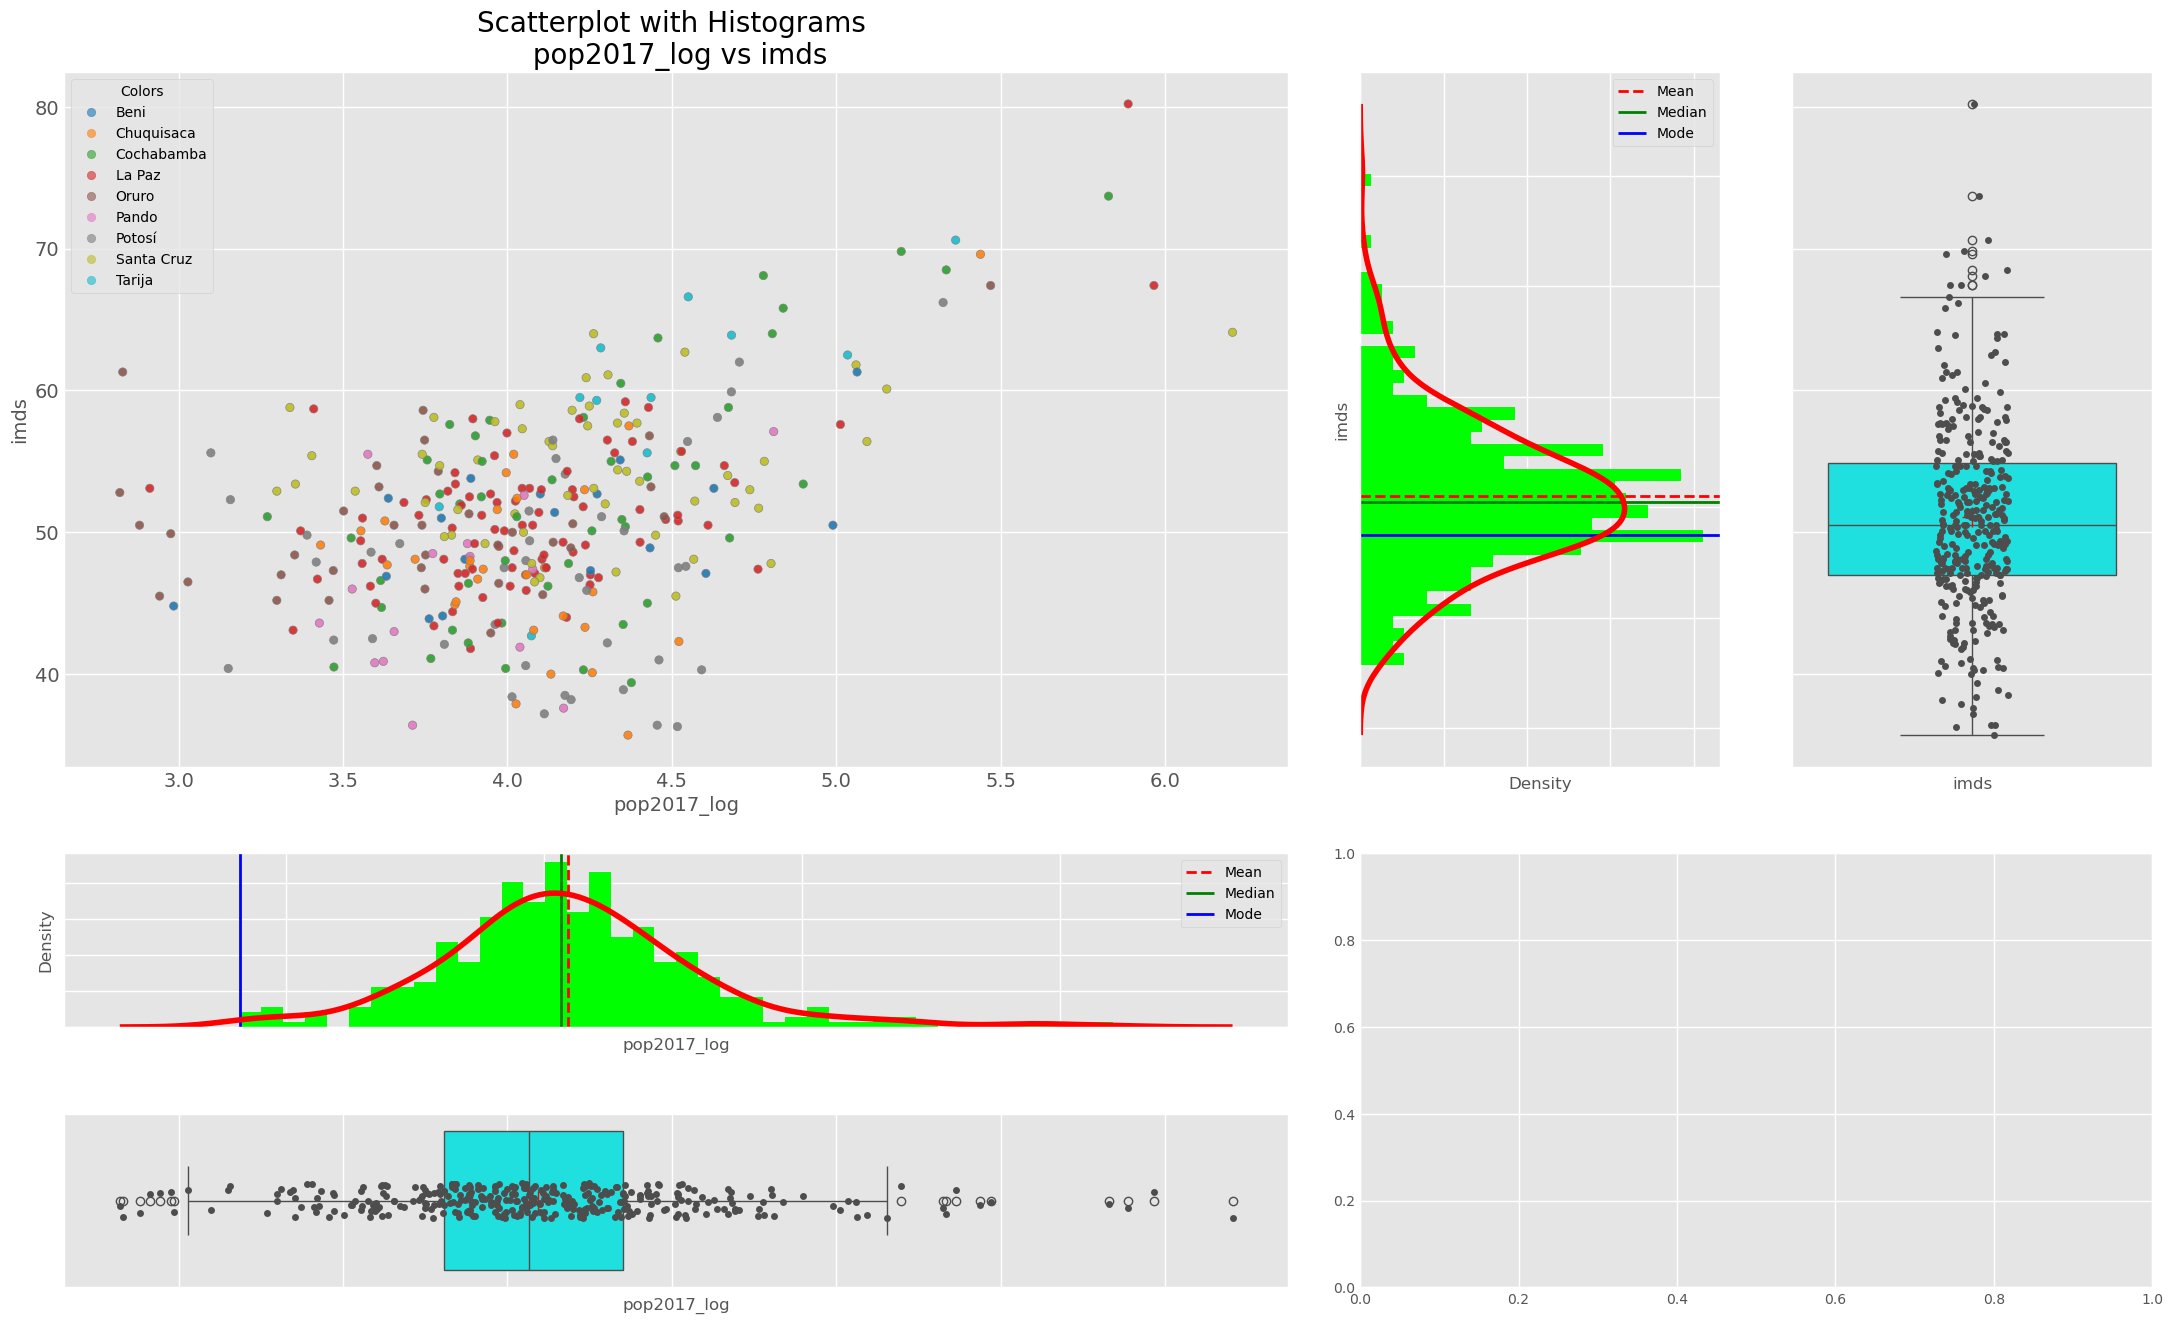 Scatterplot with Histograms
pop2017_log vs imds
Colors
Beni
Chuquisaca
Cochabamba
La Paz
Oruro
Pando
Potosí
Santa Cruz
Tarija
80
70
60
50
40
imds
3.0 3.5 4.0 4.5 5.0 5.5 6.0
pop2017_log
Mean
Median
Mode
imds
Density
imds
Mean
Median
Mode
Density
pop2017_log
pop2017_log
1.0
0.8
0.6
0.4
0.2
0.0
0.0 0.2 0.4 0.6 0.8 1.0